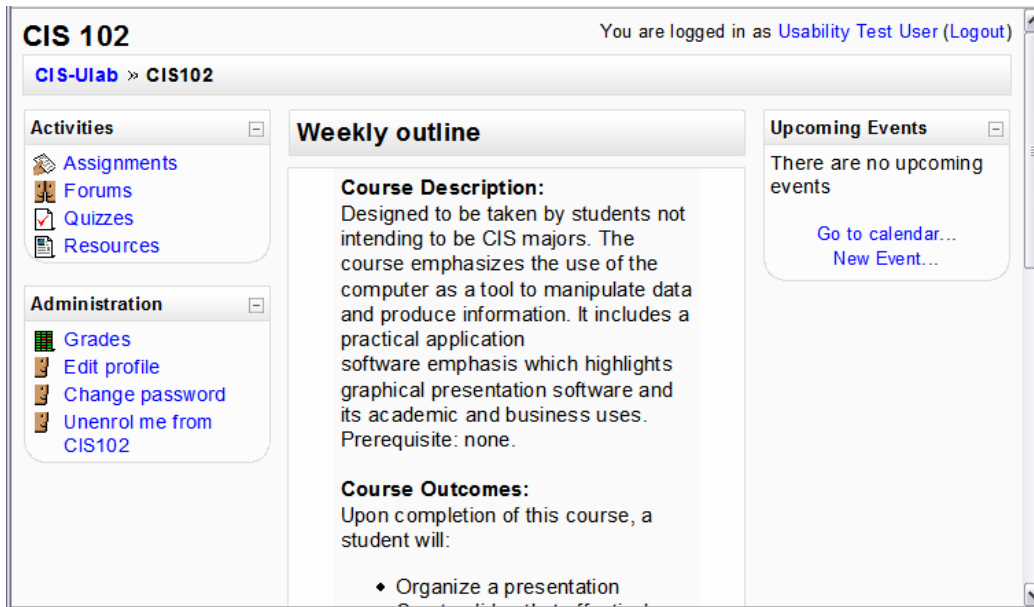 CIS 102
You are logged in as Usability Test User (Logout)
CIS-Ulab » CIS102
Activities
Assignments
Forums
Quizzes
Resources
Administration
Grades
Edit profile
Change password
Unenrol me from
CIS102
Weekly outline
Course Description:
Designed to be taken by students not
intending to be CIS majors. The
course emphasizes the use of the
computer as a tool to manipulate data
and produce information. It includes a
practical application
software emphasis which highlights
graphical presentation software and
its academic and business uses.
Prerequisite: none.
Course Outcomes:
Upon completion of this course, a
student will:
• Organize a presentation
Upcoming Events
There are no upcoming
events
Go to calendar...
New Event...